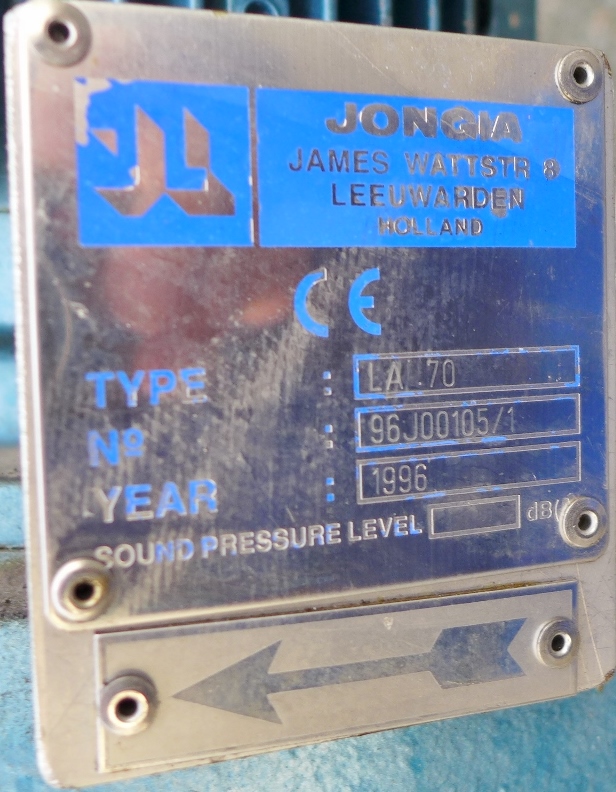 JL
JONGIA
JAMES WATTSTR 8
LEEUWARDEN
HOLLAND
CE
TYPE : LA 70
Nº : 96J00105/1
YEAR : 1996
SOUND PRESSURE LEVEL dB(